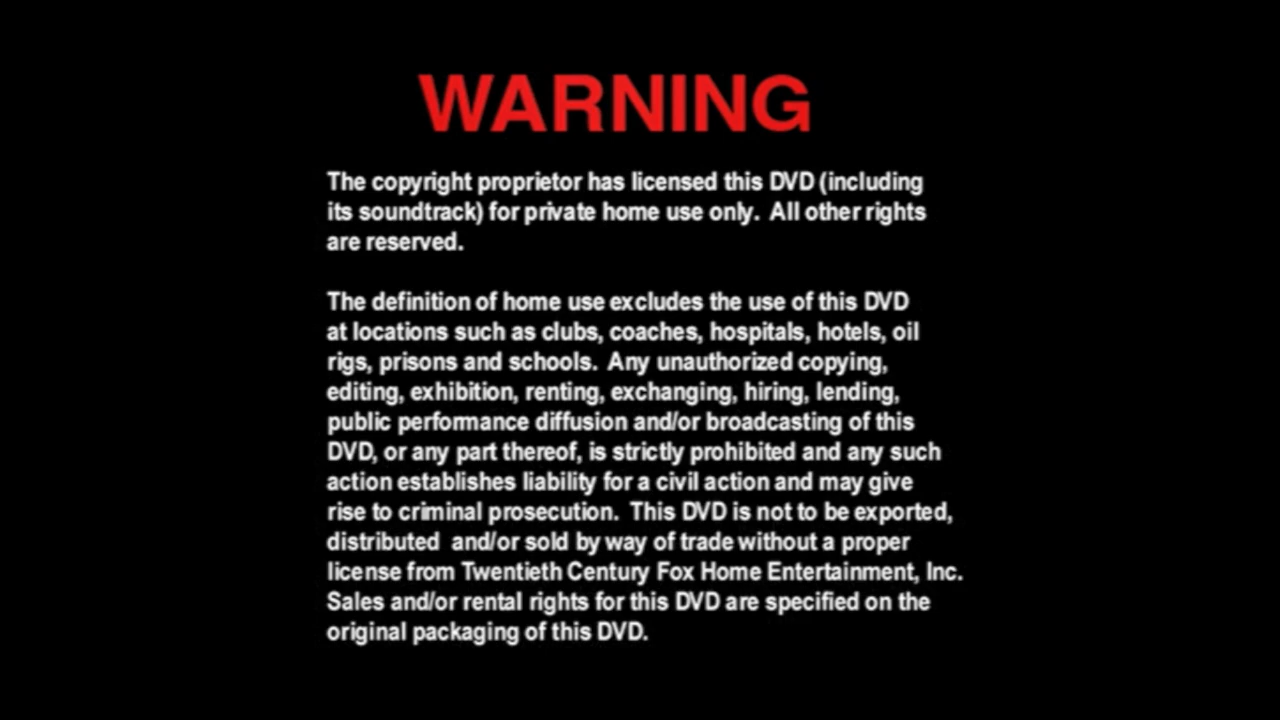 WARNING
The copyright proprietor has licensed this DVD (including
its soundtrack) for private home use only.  All other rights
are reserved.
The definition of home use excludes the use of this DVD
at locations such as clubs, coaches, hospitals, hotels, oil
rigs, prisons and schools.  Any unauthorized copying,
editing, exhibition, renting, exchanging, hiring, lending,
public performance diffusion and/or broadcasting of this
DVD, or any part thereof, is strictly prohibited and any such
action establishes liability for a civil action and may give
rise to criminal prosecution.  This DVD is not to be exported,
distributed  and/or sold by way of trade without a proper
license from Twentieth Century Fox Home Entertainment, Inc.
Sales and/or rental rights for this DVD are specified on the
original packaging of this DVD.